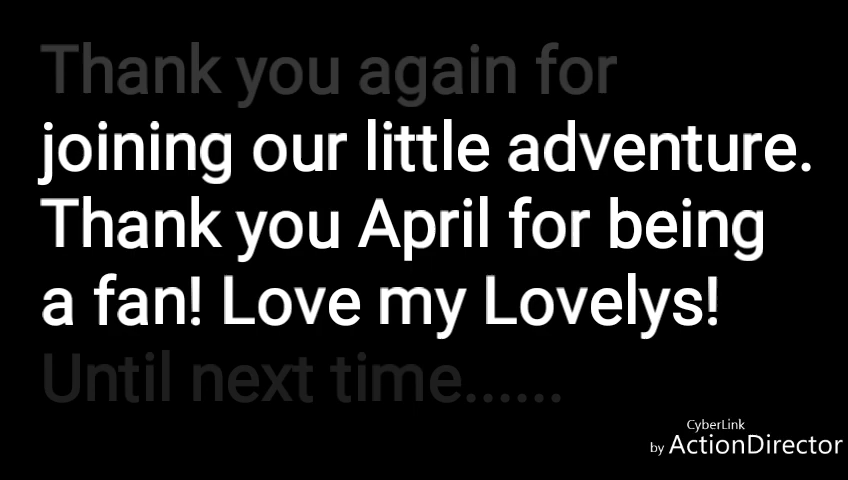 Thank you again for
joining our little adventure.
Thank you April for being
a fan! Love my Lovelys!
Until next time......
CyberLink
by ActionDirector